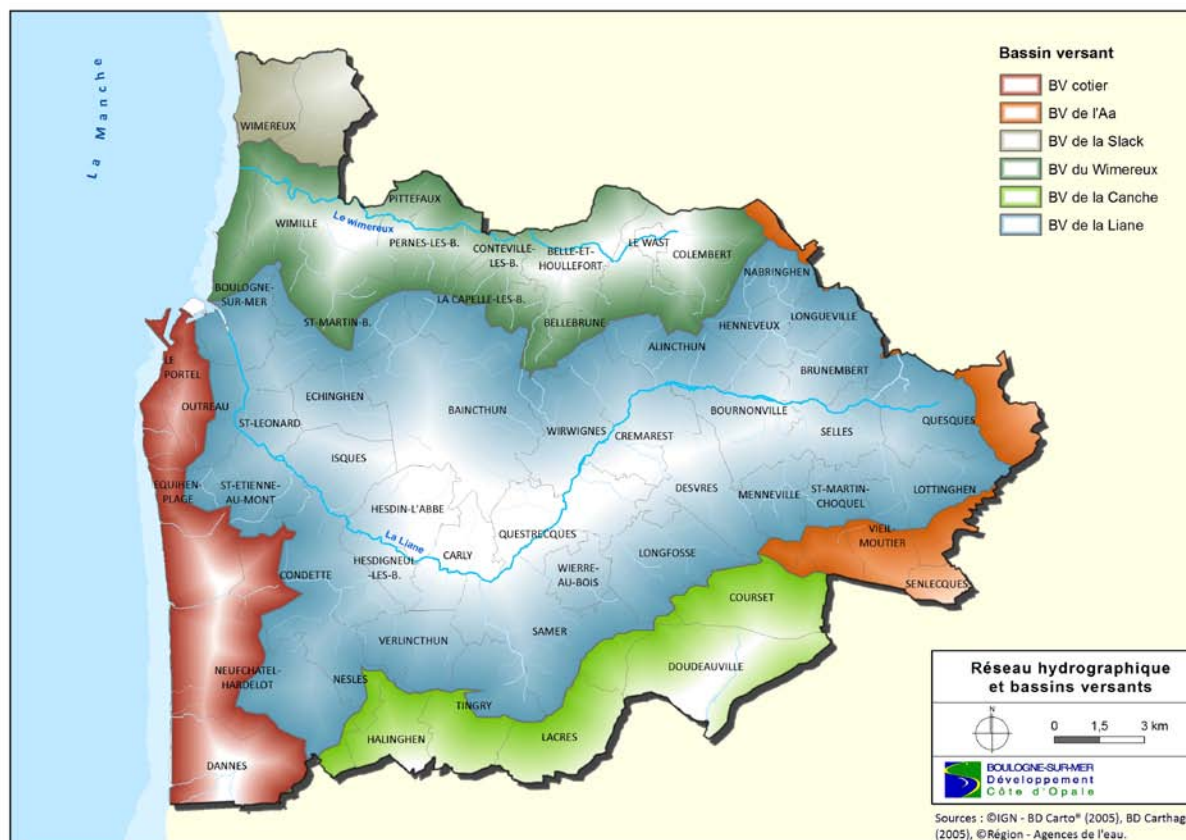 La Manche
Bassin versant
BV cotier
BV de l'Aa
BV de la Slack
BV du Wimereux
BV de la Canche
BV de la Liane
WIMEREUX
PITTEFAUX
Le wimereux
WIMILLE
PERNES-LES-B.
CONTEVILLE-
LES-B.
BELLE-ET-
HOULLEFORT
LE WAST
COLEMBERT
NABRINGHEN
BOULOGNE-
SUR-MER
LA CAPELLE-LES-B.
ST-MARTIN-B.
BELLEBRUNE
HENNEVEUX
LONGUEVILLE
ALINCTHUN
LE
PORTEL
BRUNEMBERT
OUTREAU
ECHINGHEN
BAINCTHUN
BOURNONVILLE
QUESQUES
ST-LEONARD
WIRWIGNES
CREMAREST
SELLES
ISQUES
EQUIHEN-
PLAGE
ST-ETIENNE-
AU-MONT
DESVRES
MENNEVILLE
ST-MARTIN-
CHOQUEL
LOTTINGHEN
HESDIN-L'ABBE
QUESTRECQUES
VIEIL-
MOUTIER
La Liane
CARLY
LONGFOSSE
HESDIGNEUL
-LES-B.
WIERRE-
AU-BOIS
CONDETTE
SENLECQUES
COURSET
VERLINCTHUN
SAMER
DOUDEAUVILLE
NEUFCHATEL-
HARDELOT
NESLES
TINGRY
HALINGHEN
LACRES
DANNES
Réseau hydrographique
et bassins versants
N
0 1,5 3 km
BOULOGNE-SUR-MER
Développement
Côte d'Opale
Sources : ©IGN - BD Carto® (2005), BD Carthag
(2005), ©Région - Agences de l'eau.